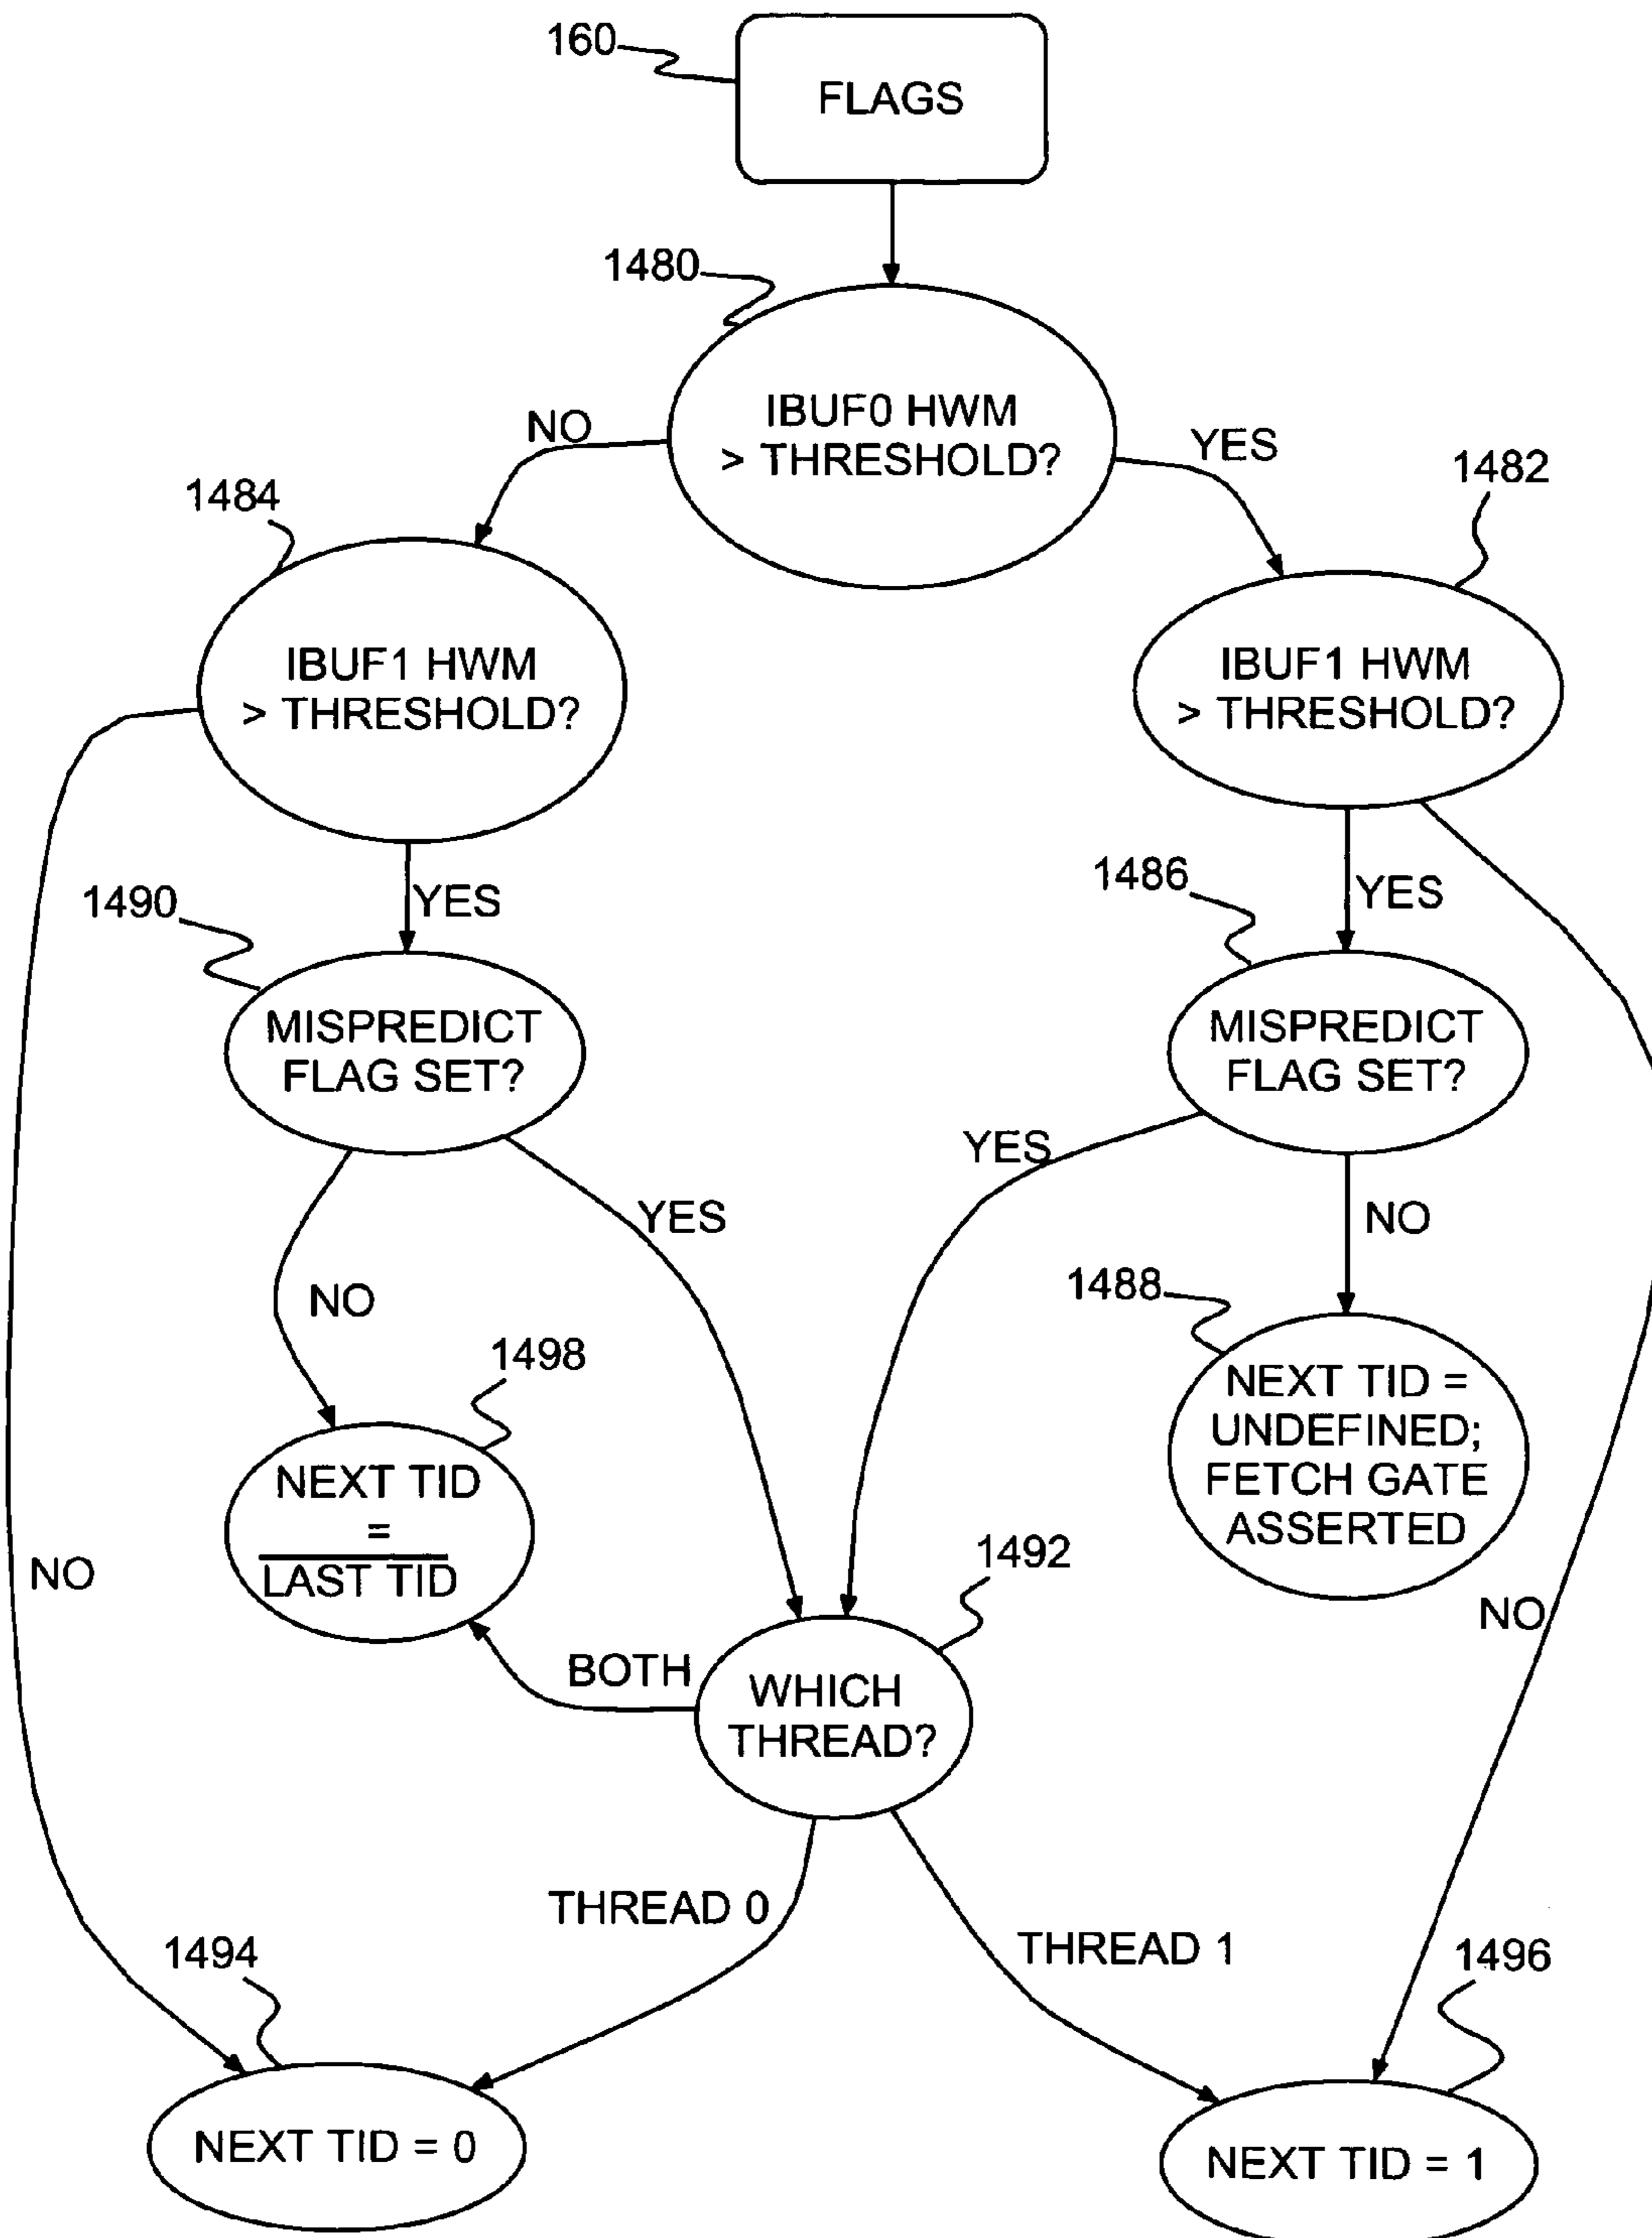 160
FLAGS
1480
IBUF0 HWM
> THRESHOLD?
NO
YES
1484
1482
IBUF1 HWM
> THRESHOLD?
IBUF1 HWM
> THRESHOLD?
1490
YES
1486
YES
MISPREDICT
FLAG SET?
MISPREDICT
FLAG SET?
YES
YES
NO
NO
1498
1488
NEXT TID
=
LAST TID
NEXT TID =
UNDEFINED;
FETCH GATE
ASSERTED
NO
1492
NO
BOTH
WHICH
THREAD?
THREAD 0
THREAD 1
1494
1496
NEXT TID = 0
NEXT TID = 1